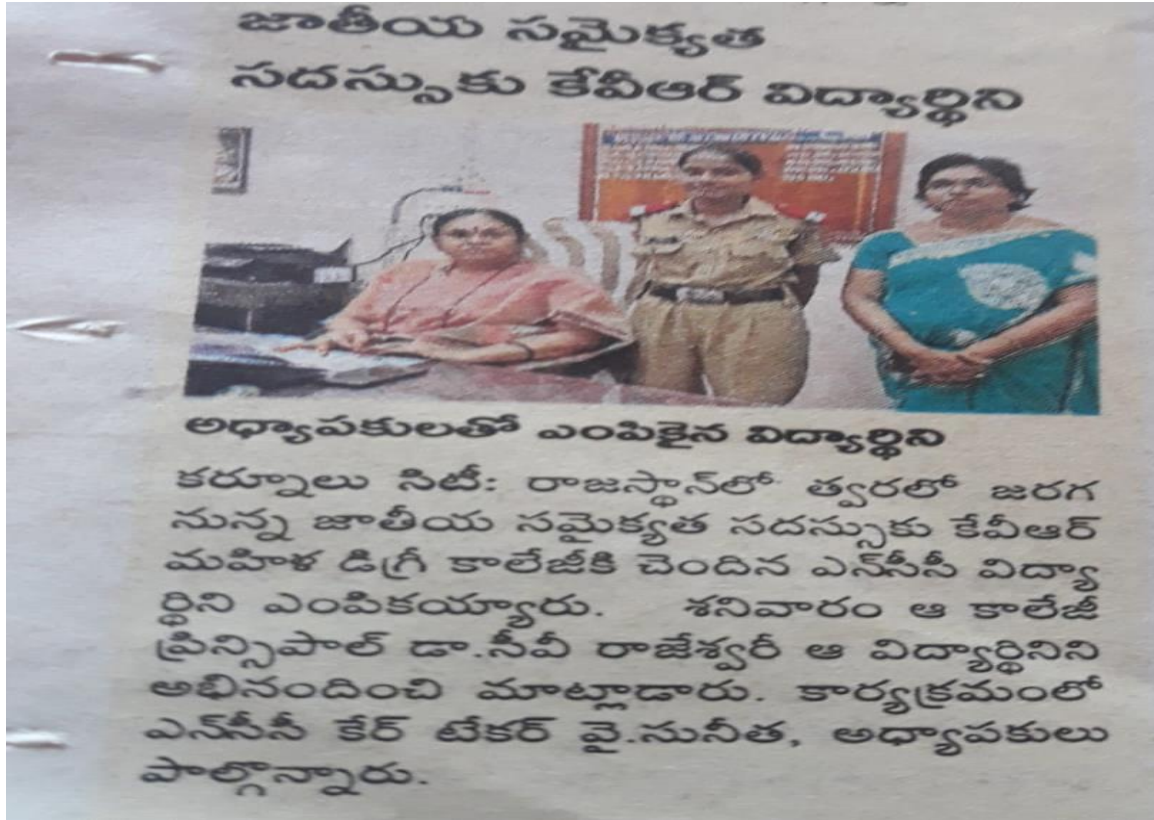 జాతీయ సమైక్యత
సదస్సుకు కేవీఆర్ విద్యార్థిని
అధ్యాపకులతో ఎంపికైన విద్యార్థిని
కర్నూలు సిటీ: రాజస్థాన్‌లో త్వరలో జరగ
నున్న జాతీయ సమైక్యత సదస్సుకు కేవీఆర్
మహిళ డిగ్రీ కాలేజీకి చెందిన ఎన్‌సీసీ విద్యా
ర్థిని ఎంపికయ్యారు. శనివారం ఆ కాలేజీ
ప్రిన్సిపాల్ డా.సీవీ రాజేశ్వరీ ఆ విద్యార్థినిని
అభినందించి మాట్లాడారు. కార్యక్రమంలో
ఎన్‌సీసీ కేర్ టేకర్ వై.సునీత, అధ్యాపకులు
పాల్గొన్నారు.